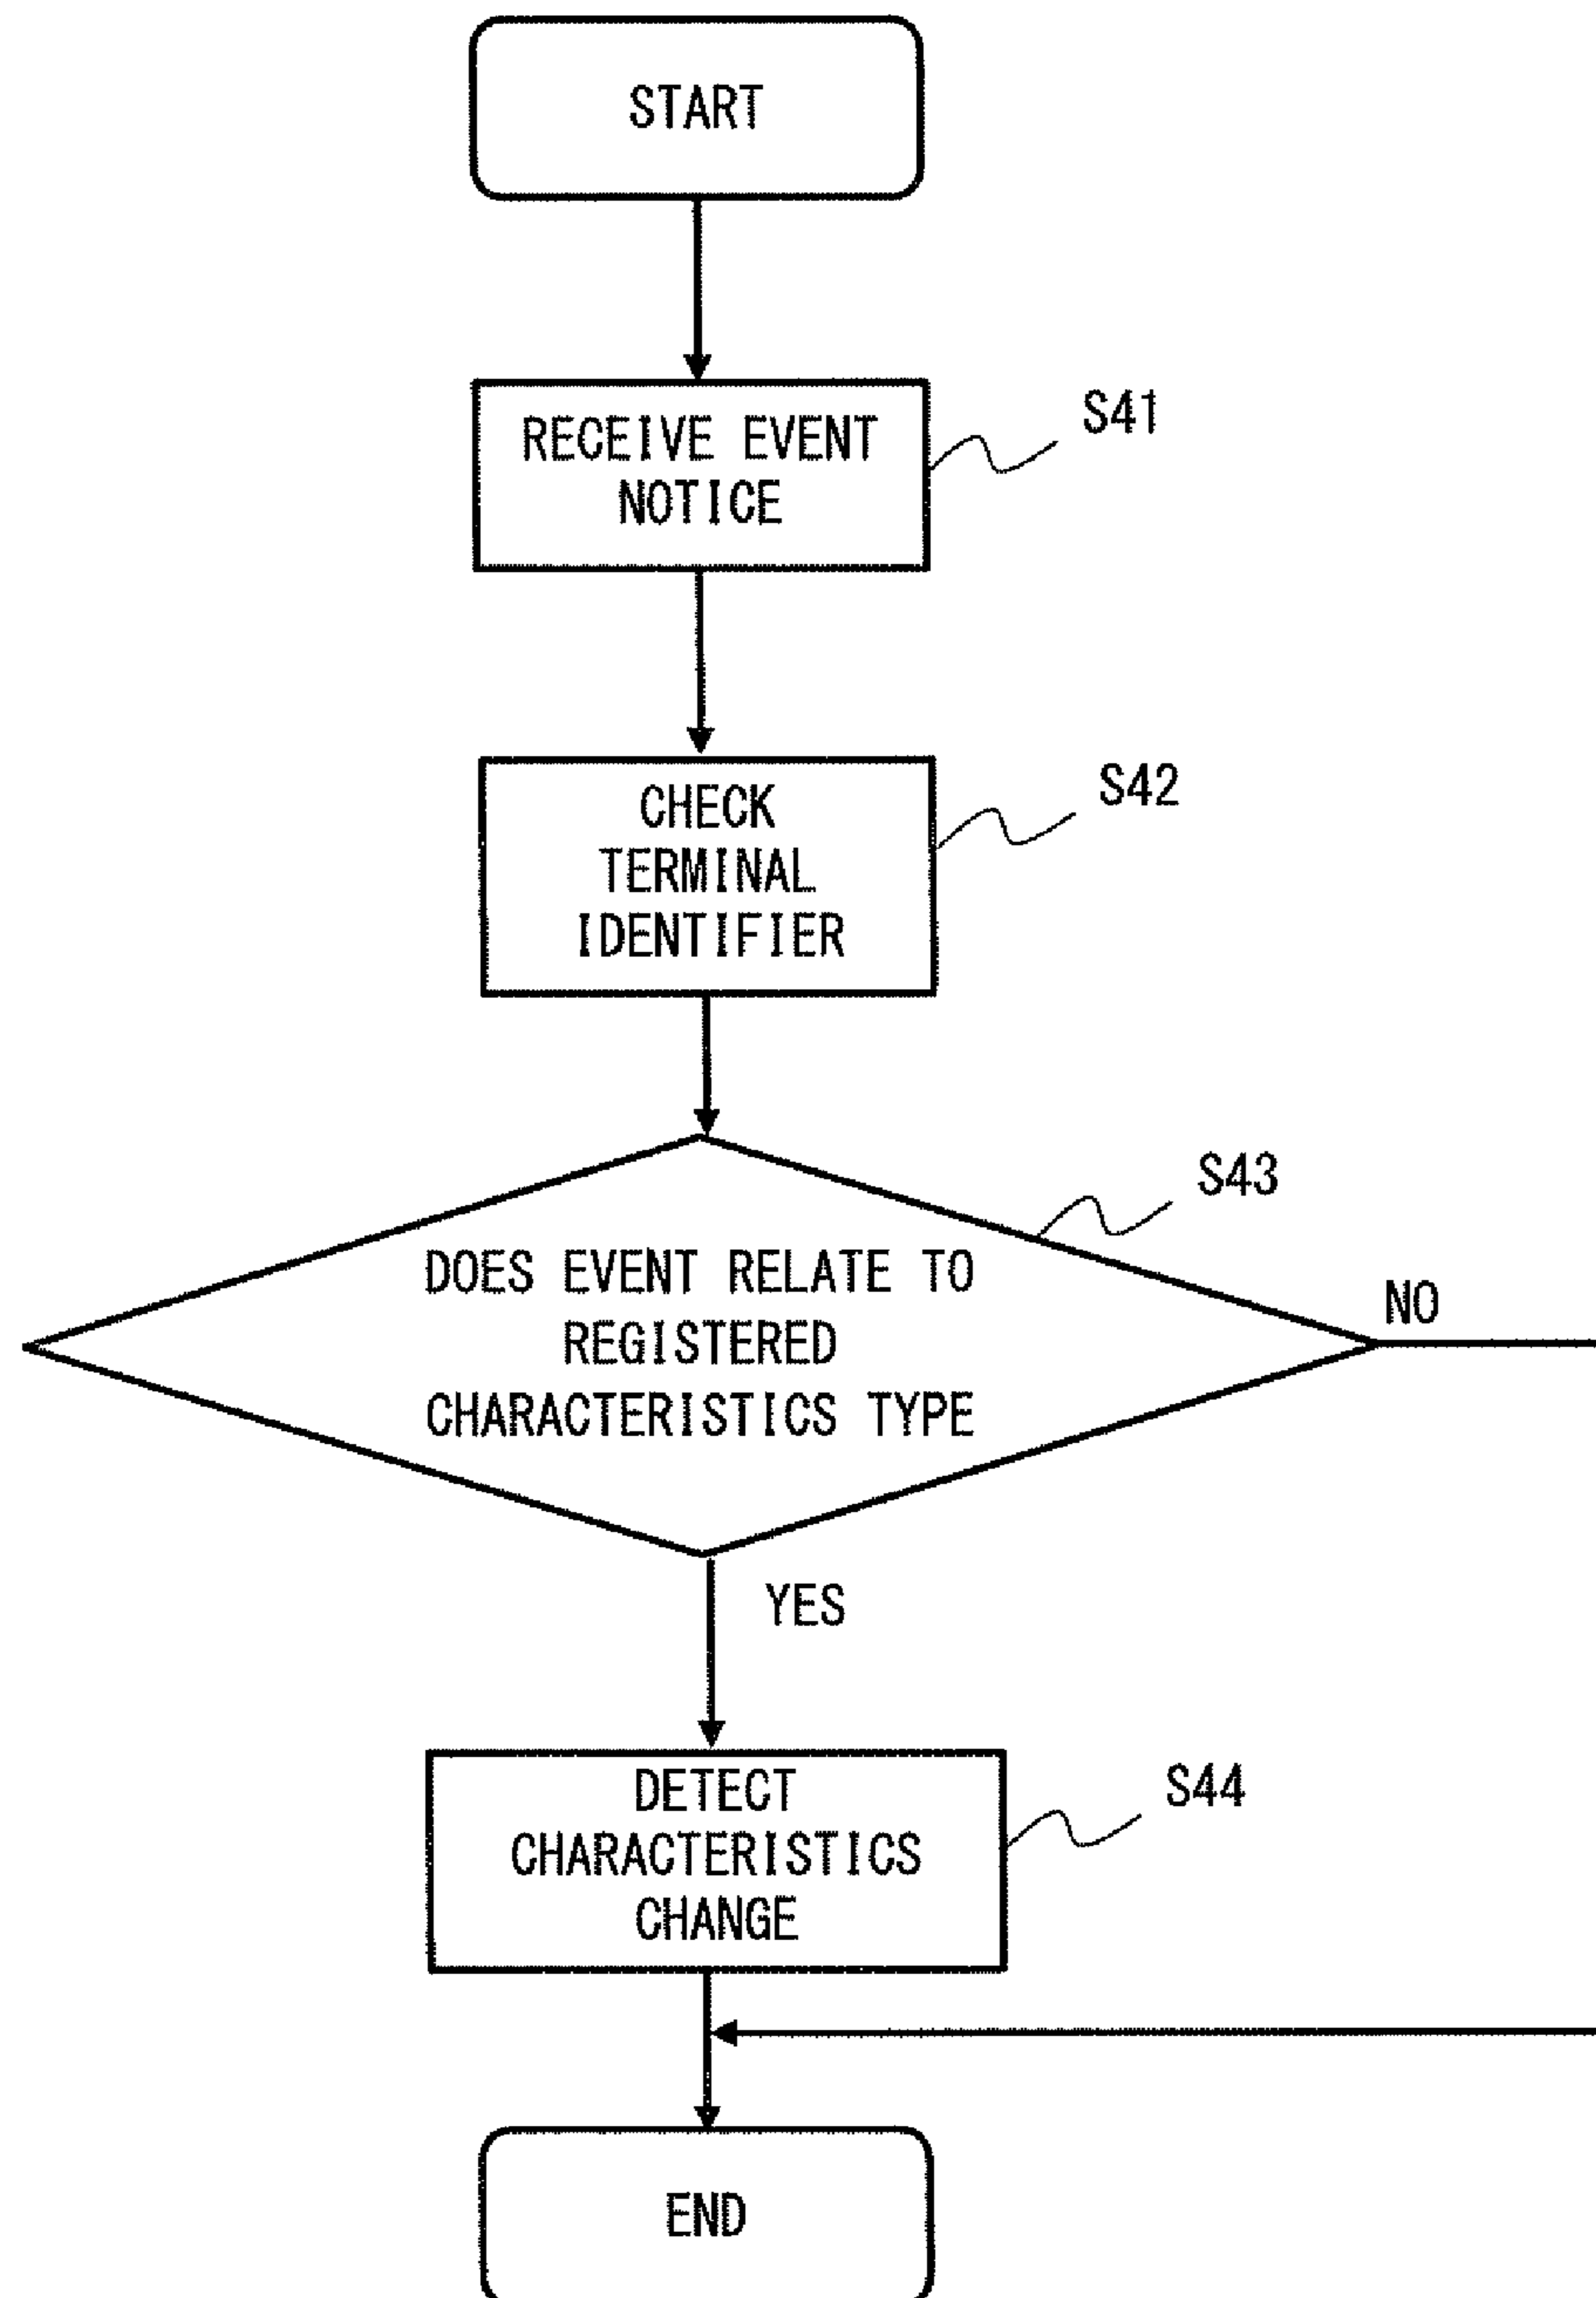 START
RECEIVE EVENT
NOTICE
S41
CHECK
TERMINAL
IDENTIFIER
S42
DOES EVENT RELATE TO
REGISTERED
CHARACTERISTICS TYPE
S43
NO
YES
DETECT
CHARACTERISTICS
CHANGE
S44
END